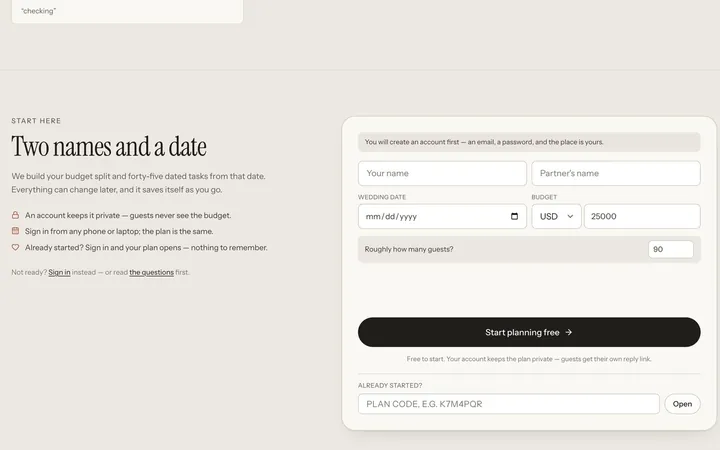 “checking”
START HERE
Two names and a date
We build your budget split and forty-five dated tasks from that date.
Everything can change later, and it saves itself as you go.
An account keeps it private — guests never see the budget.
Sign in from any phone or laptop; the plan is the same.
Already started? Sign in and your plan opens — nothing to remember.
Not ready? Sign in instead — or read the questions first.
You will create an account first — an email, a password, and the place is yours.
Your name
Partner's name
WEDDING DATE
BUDGET
mm/dd/yyyy
USD
25000
Roughly how many guests?
90
Start planning free →
Free to start. Your account keeps the plan private — guests get their own reply link.
ALREADY STARTED?
PLAN CODE, E.G. K7M4PQR
Open